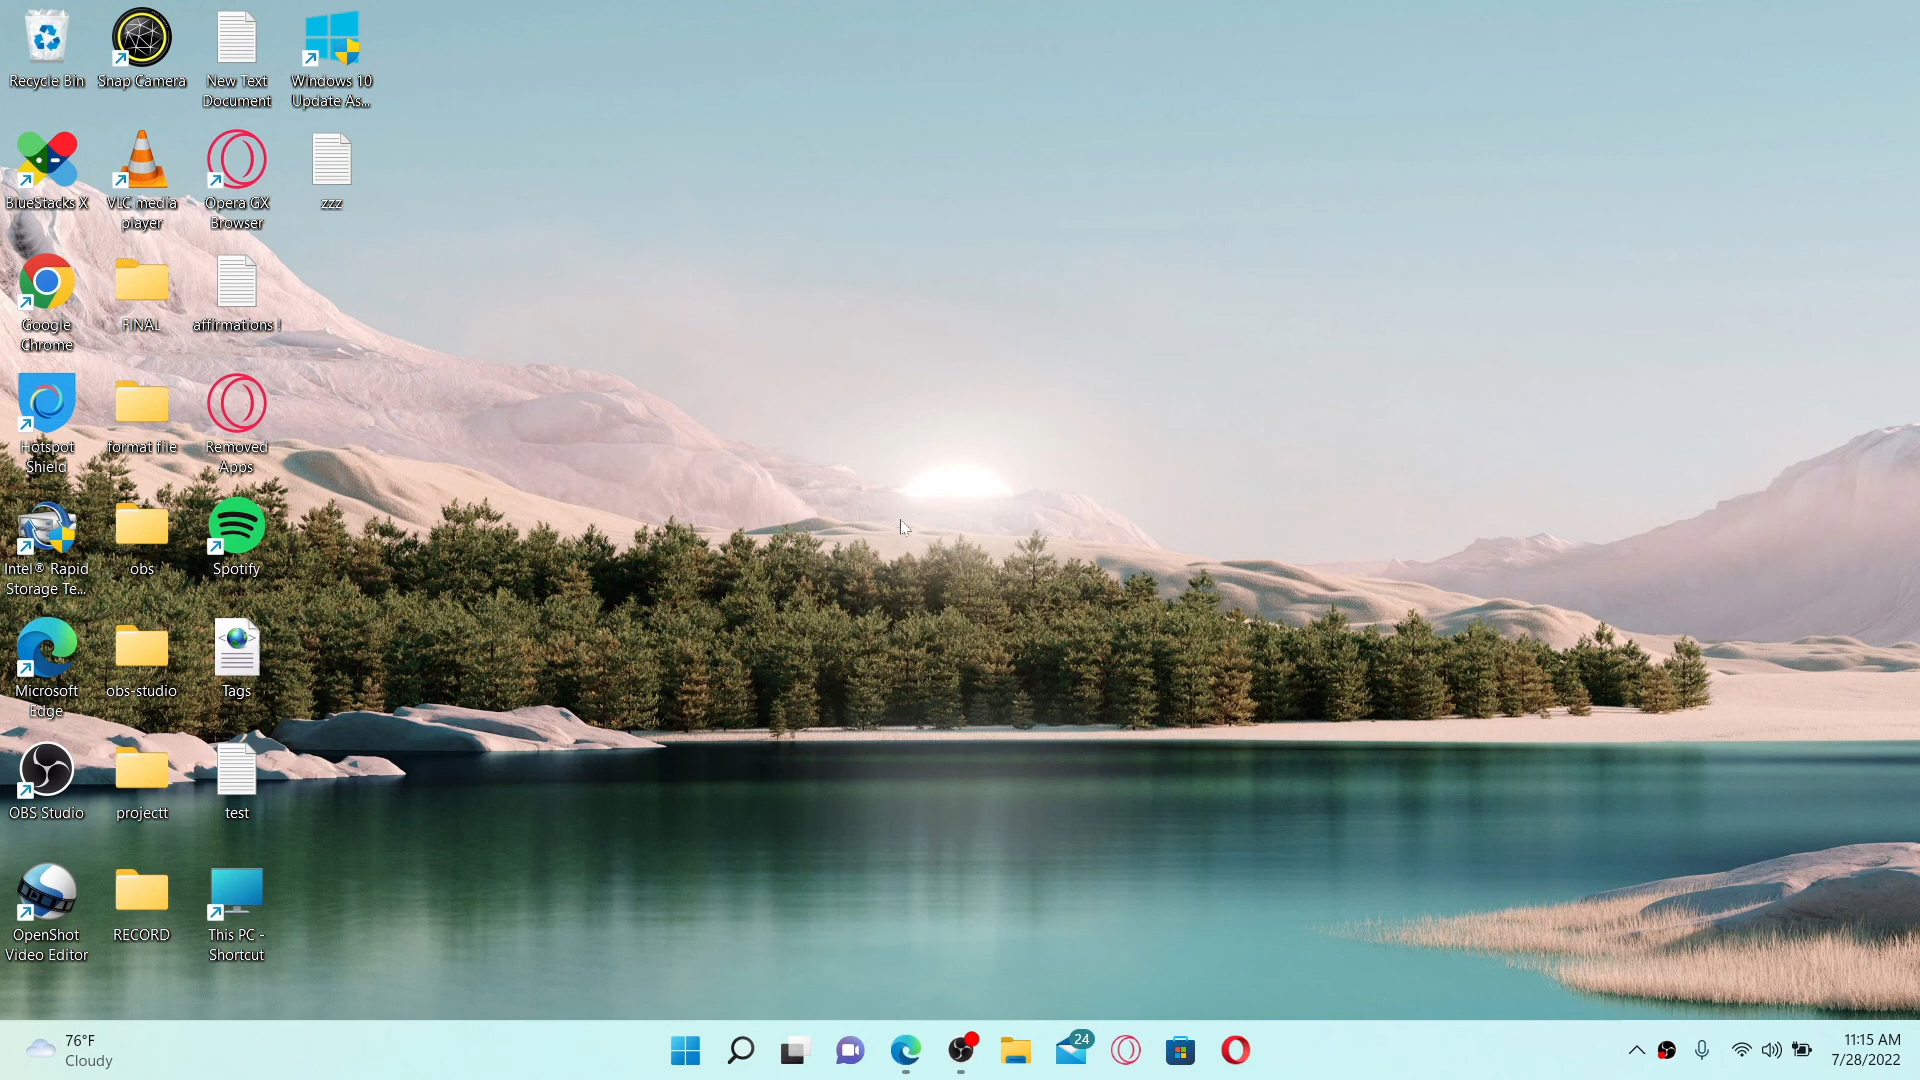 Recycle Bin
Snap Camera
New Text
Document
Windows 10
Update As...
BlueStacks X
VLC media
player
Opera GX
Browser
zzz
Google
Chrome
FINAL
affirmations !
Hotspot
Shield
format file
Removed
Apps
Intel® Rapid
Storage Te...
obs
Spotify
Microsoft
Edge
obs-studio
Tags
OBS Studio
projectt
test
OpenShot
Video Editor
RECORD
This PC -
Shortcut
76°F
Cloudy
24
11:15 AM
7/28/2022